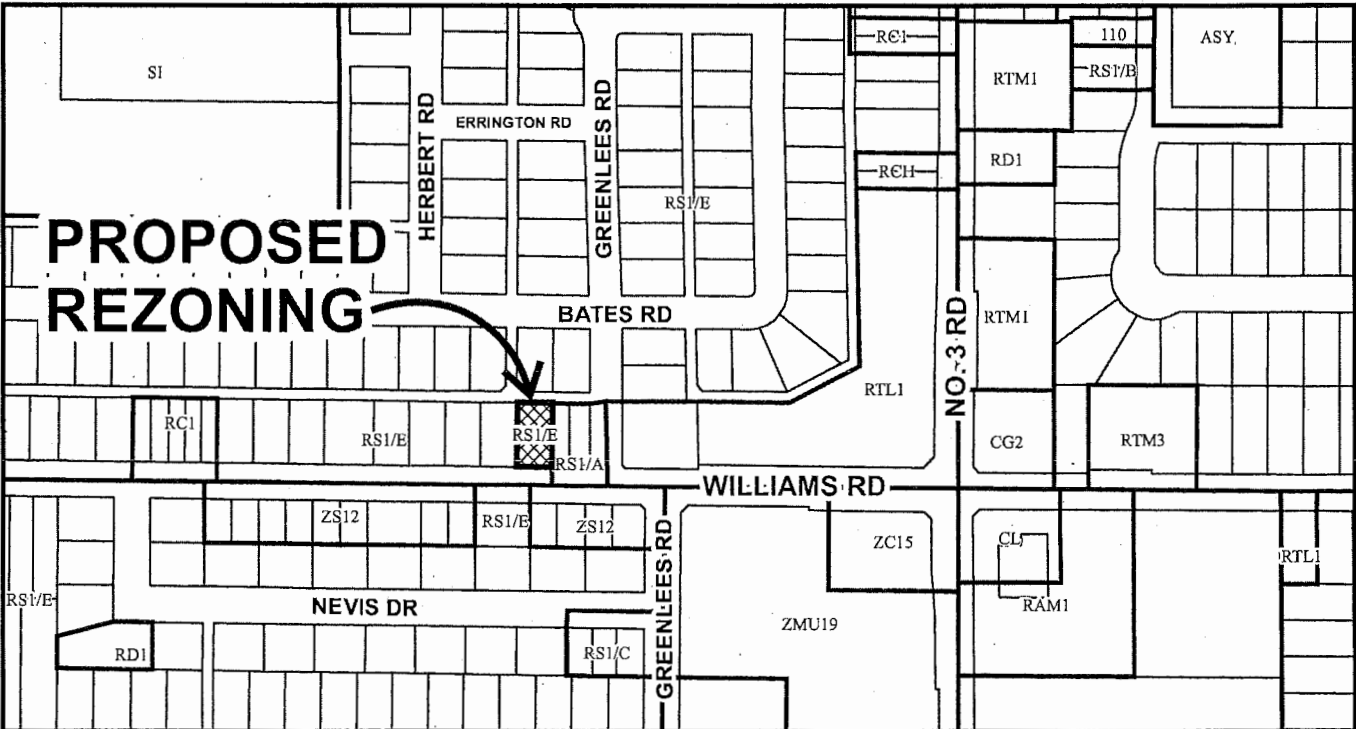 SI
RC1
110
ASY
RTM1
RS1/B
ERRINGTON RD
HERBERT RD
GREENLEES RD
RD1
RCH
RS1/E
PROPOSED
REZONING
BATES RD
NO. 3 RD
RTM1
RTL1
RC1
RS1/E
RS1/E
RS1/A
CG2
RTM3
WILLIAMS RD
ZS12
RS1/E
ZS12
GREENLEES RD
ZC15
CL
RTL1
RS1/E
NEVIS DR
RAM1
ZMU19
RD1
RS1/C